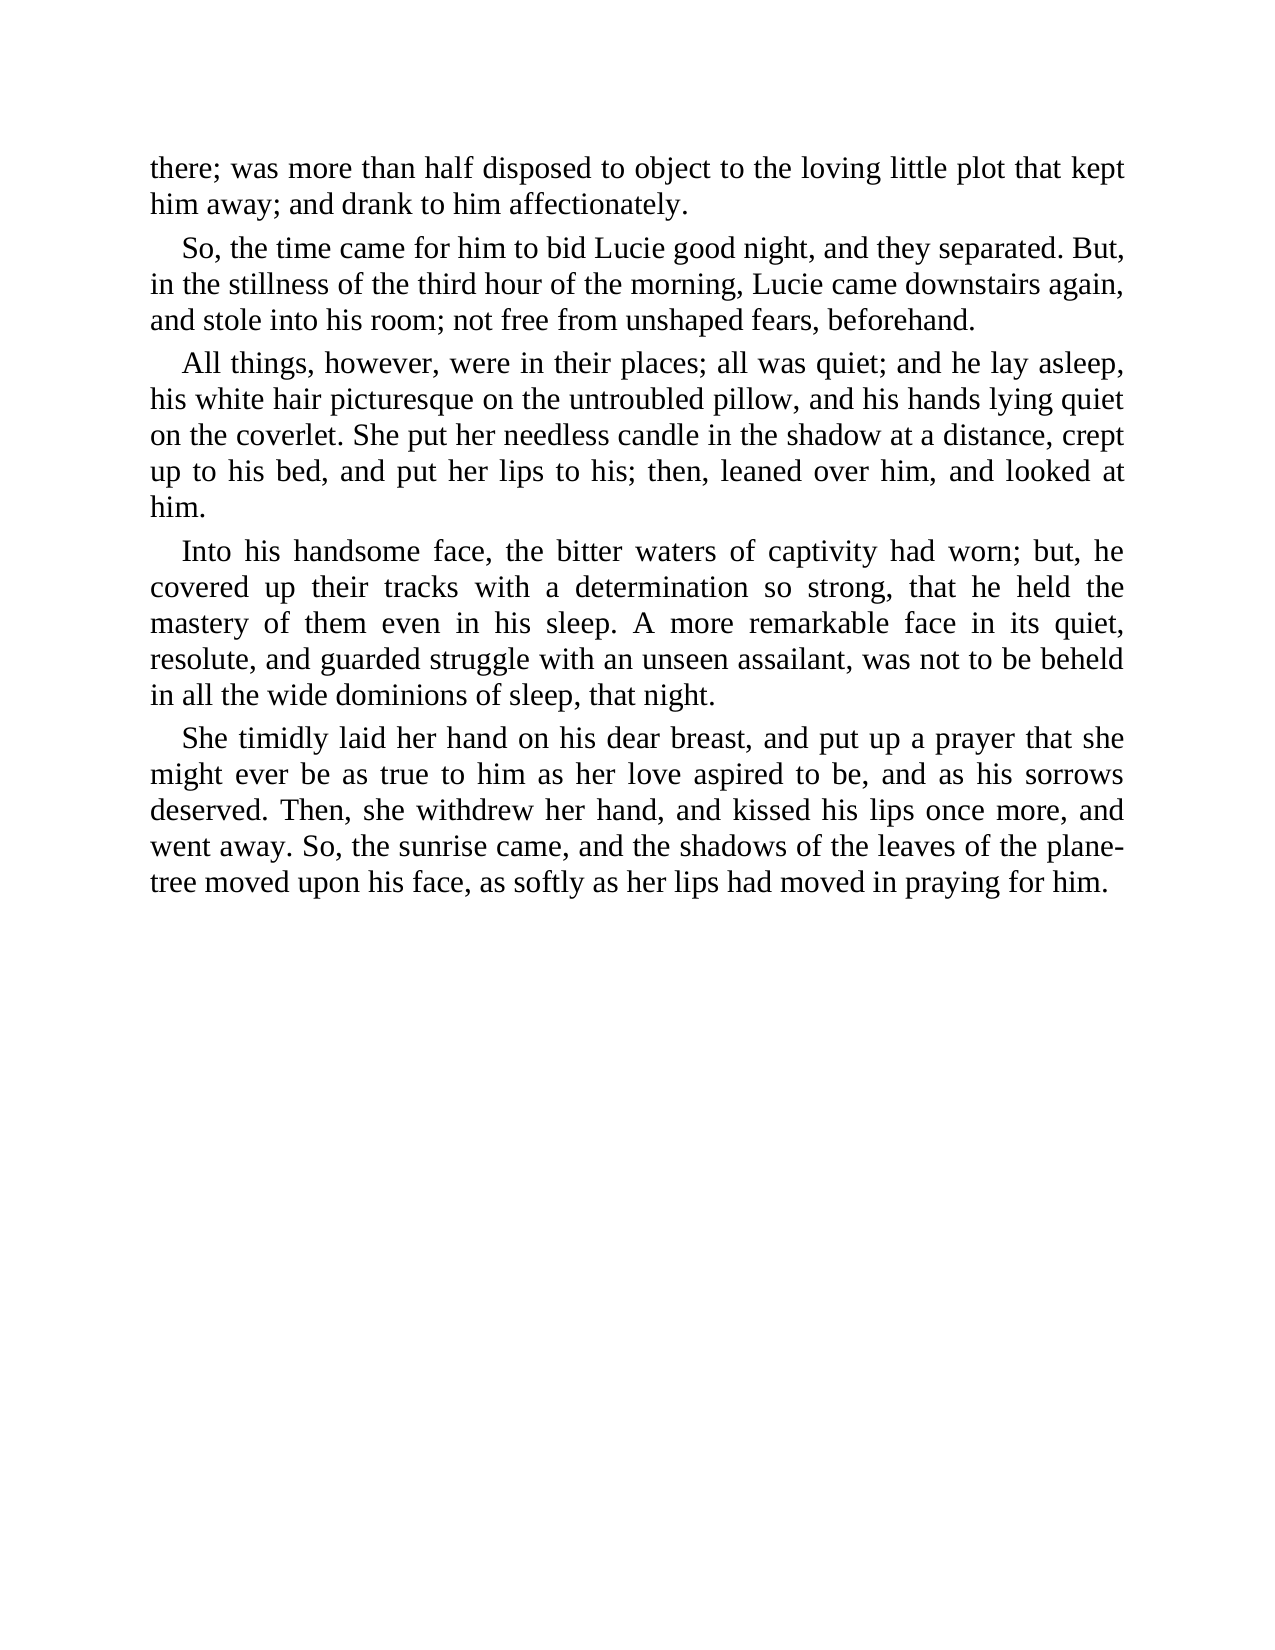 there; was more than half disposed to object to the loving little plot that kept
him away; and drank to him affectionately.
So, the time came for him to bid Lucie good night, and they separated. But,
in the stillness of the third hour of the morning, Lucie came downstairs again,
and stole into his room; not free from unshaped fears, beforehand.
All things, however, were in their places; all was quiet; and he lay asleep,
his white hair picturesque on the untroubled pillow, and his hands lying quiet
on the coverlet. She put her needless candle in the shadow at a distance, crept
up to his bed, and put her lips to his; then, leaned over him, and looked at
him.
Into his handsome face, the bitter waters of captivity had worn; but, he
covered up their tracks with a determination so strong, that he held the
mastery of them even in his sleep. A more remarkable face in its quiet,
resolute, and guarded struggle with an unseen assailant, was not to be beheld
in all the wide dominions of sleep, that night.
She timidly laid her hand on his dear breast, and put up a prayer that she
might ever be as true to him as her love aspired to be, and as his sorrows
deserved. Then, she withdrew her hand, and kissed his lips once more, and
went away. So, the sunrise came, and the shadows of the leaves of the plane-
tree moved upon his face, as softly as her lips had moved in praying for him.